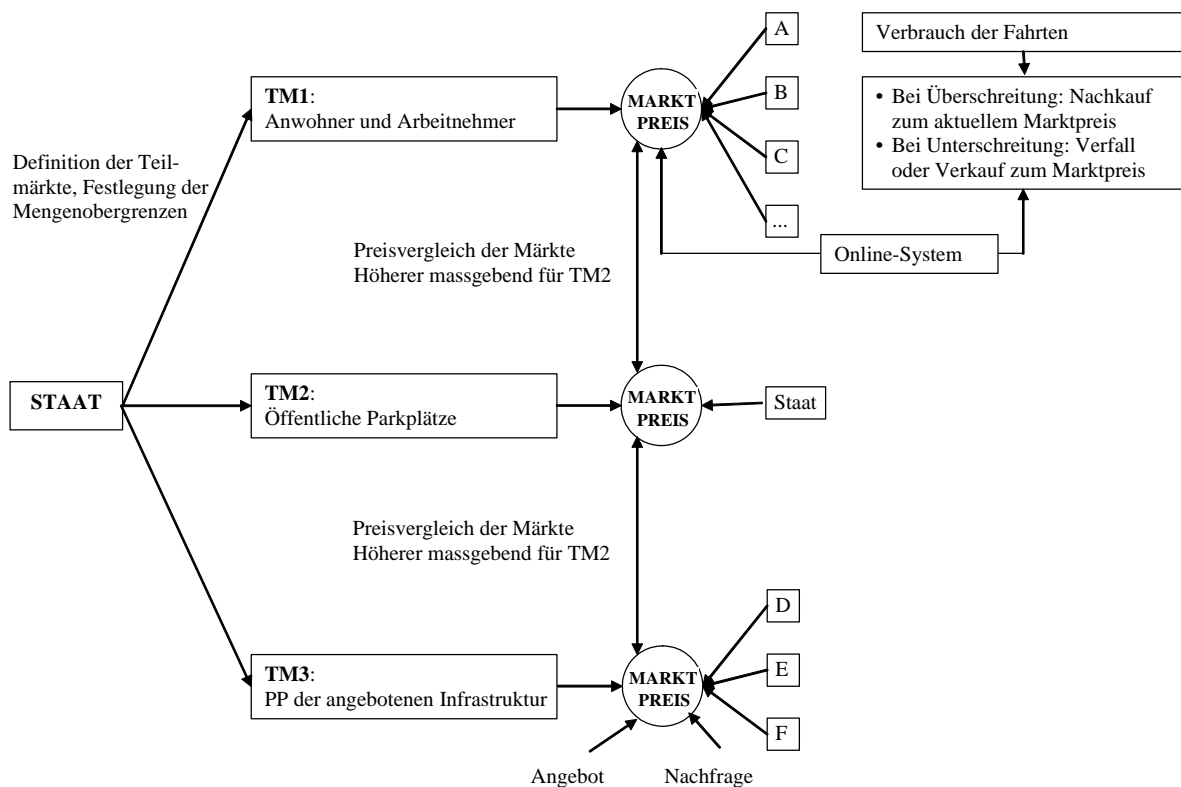 A
Verbrauch der Fahrten
TM1:
Anwohner und Arbeitnehmer
MARKT
PREIS
B
• Bei Überschreitung: Nachkauf
zum aktuellem Marktpreis
• Bei Unterschreitung: Verfall
oder Verkauf zum Marktpreis
C
Definition der Teil-
märkte, Festlegung der
Mengenobergrenzen
...
Preisvergleich der Märkte
Höherer massgebend für TM2
Online-System
STAAT
TM2:
Öffentliche Parkplätze
MARKT
PREIS
Staat
Preisvergleich der Märkte
Höherer massgebend für TM2
D
TM3:
PP der angebotenen Infrastruktur
MARKT
PREIS
E
F
Angebot
Nachfrage